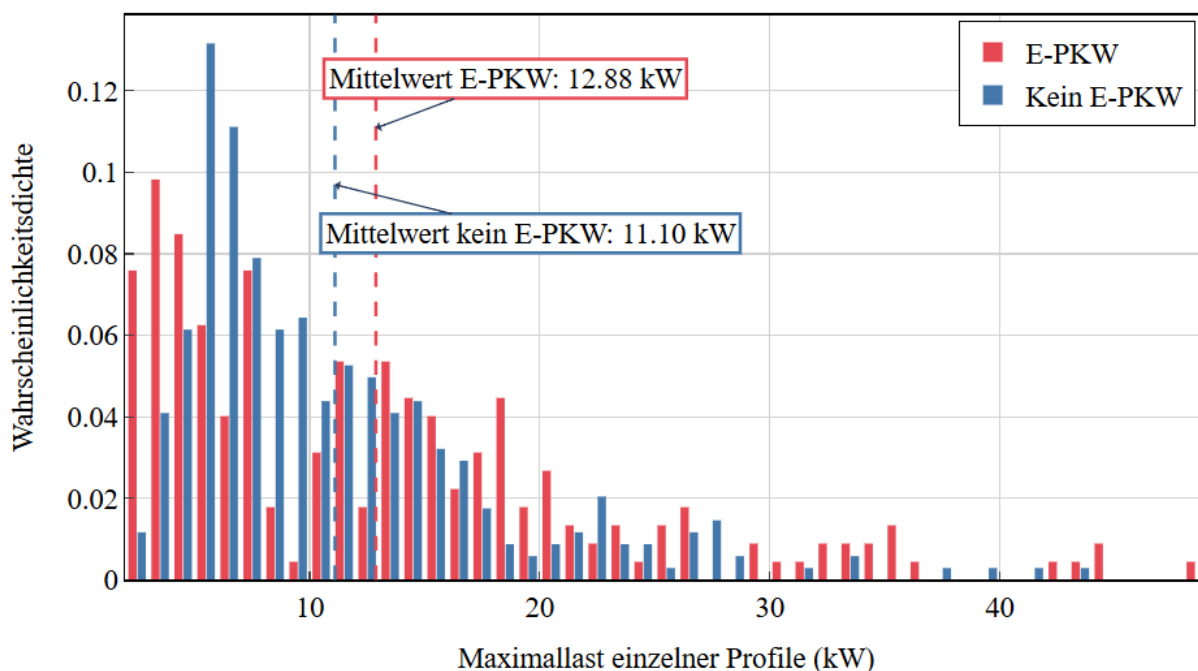 E-PKW
Kein E-PKW
Mittelwert E-PKW: 12.88 kW
Mittelwert kein E-PKW: 11.10 kW
Wahrscheinlichkeitsdichte
0.12
0.1
0.08
0.06
0.04
0.02
0
10
20
30
40
Maximallast einzelner Profile (kW)